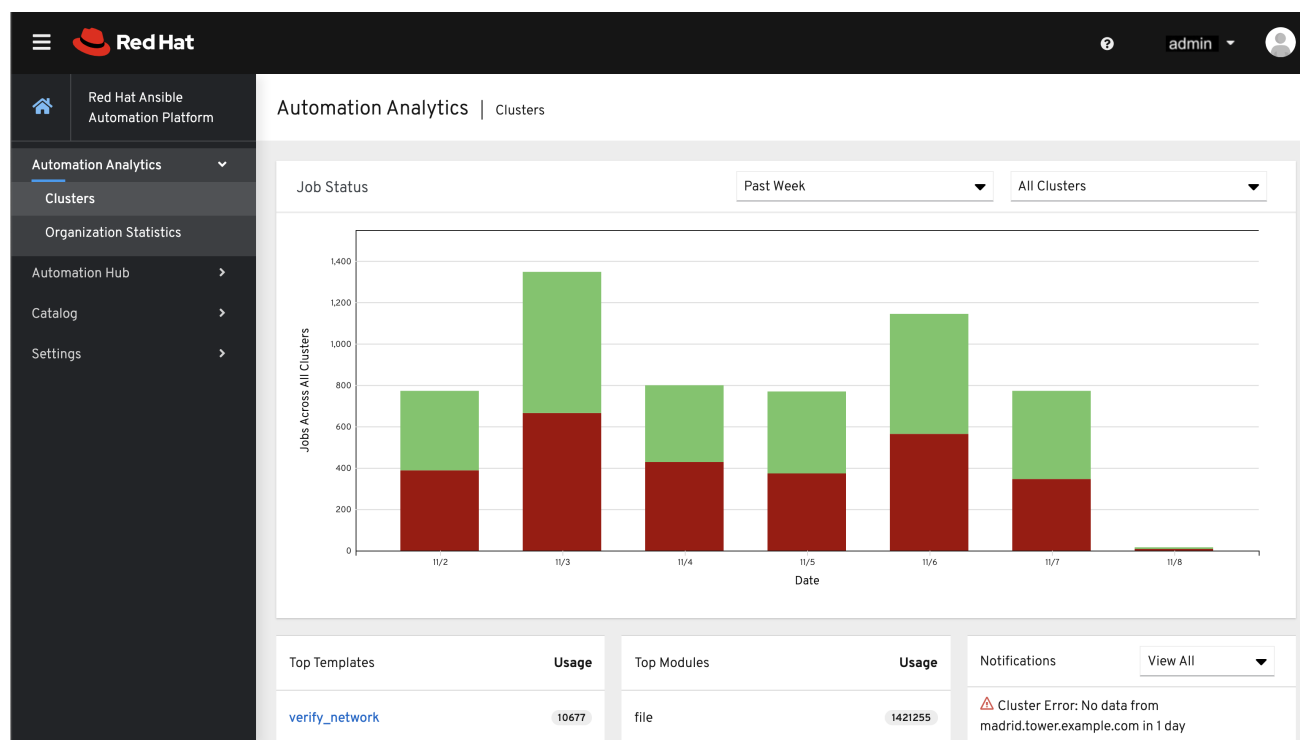 Red Hat
admin
Red Hat Ansible
Automation Platform
Automation Analytics
Clusters
Organization Statistics
Automation Hub
Catalog
Settings
Automation Analytics | Clusters
Job Status
Past Week
All Clusters
Jobs Across All Clusters
1,400
1,200
1,000
800
600
400
200
0
11/2 11/3 11/4 11/5 11/6 11/7 11/8
Date
Top Templates Usage
verify_network 10677
Top Modules Usage
file 1421255
Notifications View All
Cluster Error: No data from
madrid.tower.example.com in 1 day